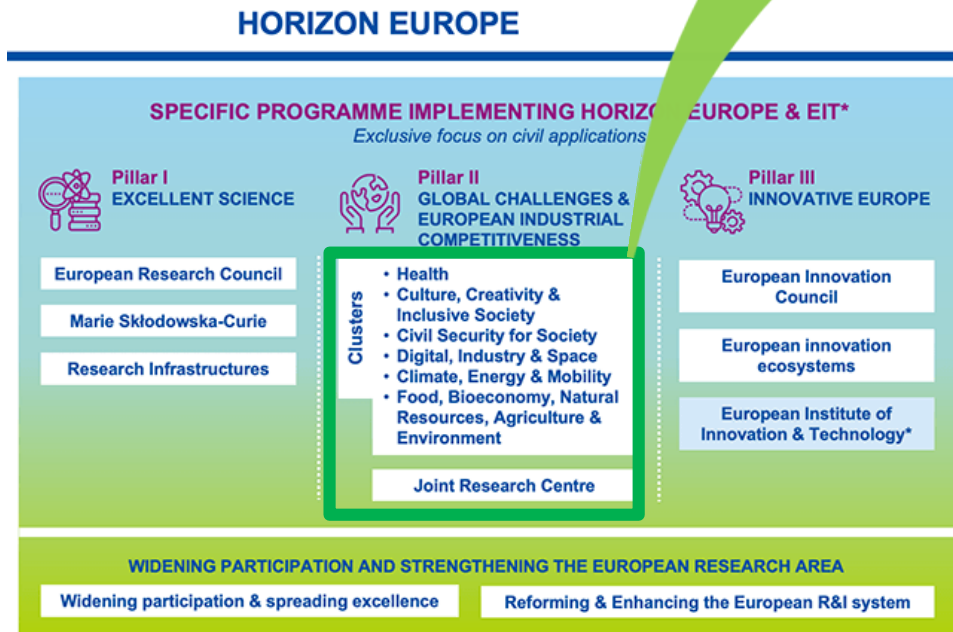 HORIZON EUROPE
SPECIFIC PROGRAMME IMPLEMENTING HORIZON EUROPE & EIT*
Exclusive focus on civil applications
Pillar I
EXCELLENT SCIENCE
European Research Council
Marie Skłodowska-Curie
Research Infrastructures
Pillar II
GLOBAL CHALLENGES &
EUROPEAN INDUSTRIAL
COMPETITIVENESS
Clusters
• Health
• Culture, Creativity &
Inclusive Society
• Civil Security for Society
• Digital, Industry & Space
• Climate, Energy & Mobility
• Food, Bioeconomy, Natural
Resources, Agriculture &
Environment
Joint Research Centre
Pillar III
INNOVATIVE EUROPE
European Innovation
Council
European innovation
ecosystems
European Institute of
Innovation & Technology*
WIDENING PARTICIPATION AND STRENGTHENING THE EUROPEAN RESEARCH AREA
Widening participation & spreading excellence
Reforming & Enhancing the European R&I system